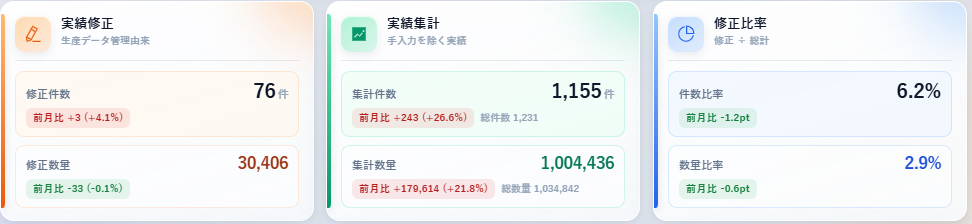 実績修正
生産データ管理由来
修正件数
76件
前月比 +3 (+4.1%)
修正数量
30,406
前月比 -33 (-0.1%)
実績集計
手入力を除く実績
集計件数
1,155件
前月比 +243 (+26.6%) 総件数 1,231
集計数量
1,004,436
前月比 +179,614 (+21.8%) 総数量 1,034,842
修正比率
修正 ÷ 総計
件数比率
6.2%
前月比 -1.2pt
数量比率
2.9%
前月比 -0.6pt